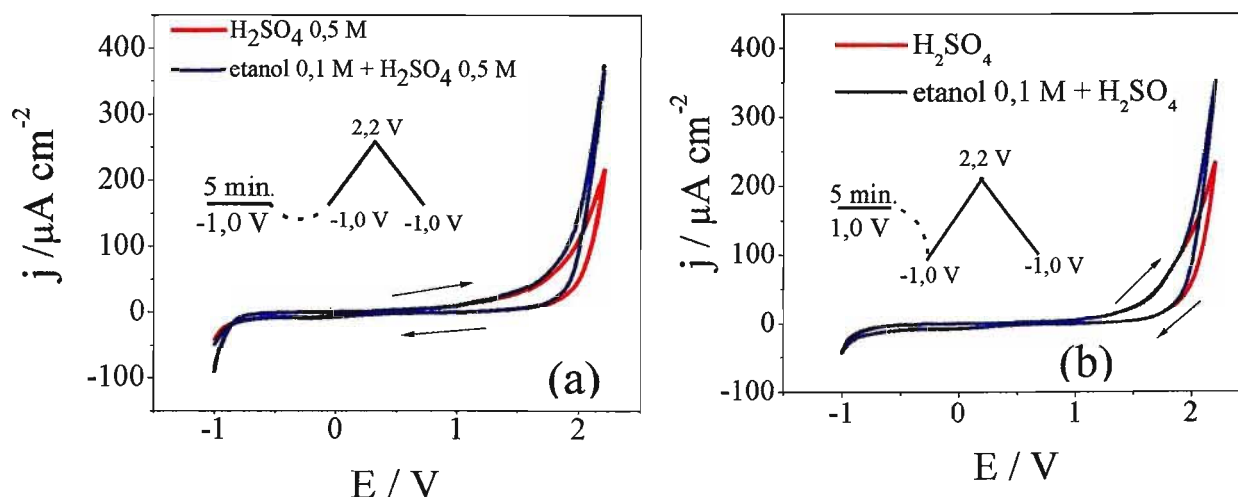 H₂SO₄ 0,5 M
etanol 0,1 M + H₂SO₄ 0,5 M
400
300
200
100
0
-100
j /μA cm⁻²
2,2 V
5 min.
-1,0 V
-1,0 V
-1,0 V
(a)
-1
0
1
2
E / V
H₂SO₄
etanol 0,1 M + H₂SO₄
400
300
200
100
0
-100
j /μA cm⁻²
2,2 V
5 min.
1,0 V
-1,0 V
-1,0 V
(b)
-1
0
1
2
E / V